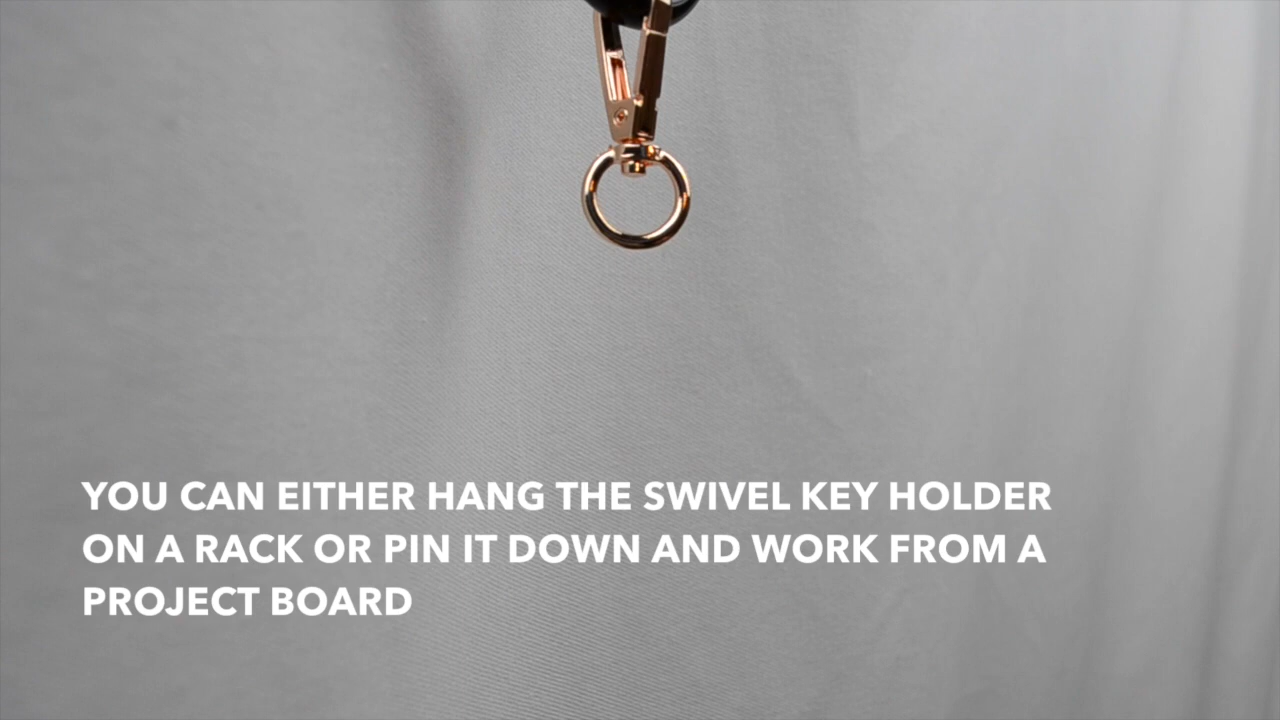 YOU CAN EITHER HANG THE SWIVEL KEY HOLDER
ON A RACK OR PIN IT DOWN AND WORK FROM A
PROJECT BOARD